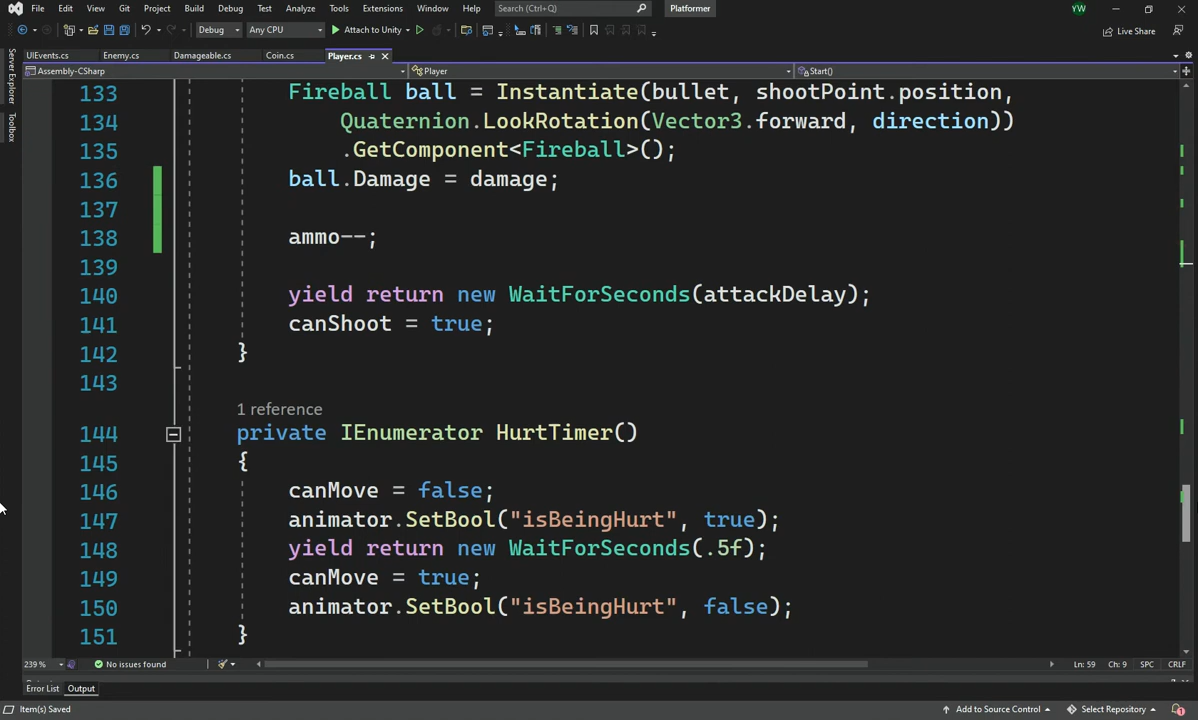 File Edit View Git Project Build Debug Test Analyze Tools Extensions Window Help Search (Ctrl+Q) Platformer YW
Debug Any CPU Attach to Unity Live Share
UIEvents.cs Enemy.cs Damageable.cs Coin.cs Player.cs
Assembly-CSharp Player Start()
Server Explorer
Toolbox
133 Fireball ball = Instantiate(bullet, shootPoint.position,
134 Quaternion.LookRotation(Vector3.forward, direction))
135 .GetComponent<Fireball>();
136 ball.Damage = damage;
137
138 ammo--;
139
140 yield return new WaitForSeconds(attackDelay);
141 canShoot = true;
142 }
143
1 reference
144 private IEnumerator HurtTimer()
145 {
146 canMove = false;
147 animator.SetBool("isBeingHurt", true);
148 yield return new WaitForSeconds(.5f);
149 canMove = true;
150 animator.SetBool("isBeingHurt", false);
151 }
239 % No issues found Ln: 59 Ch: 9 SPC CRLF
Error List Output
Item(s) Saved Add to Source Control Select Repository 1